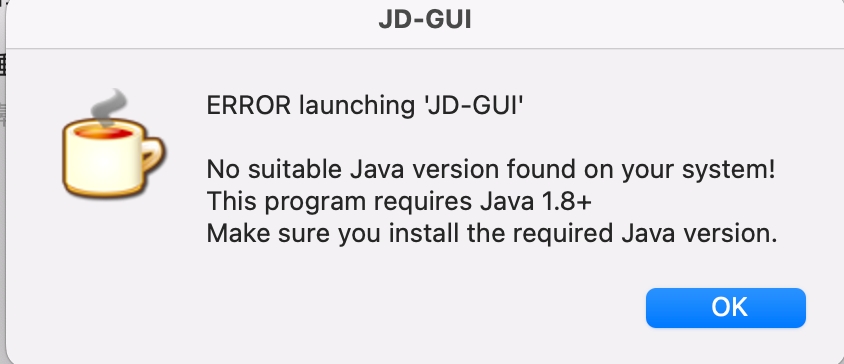 JD-GUI
ERROR launching 'JD-GUI'
No suitable Java version found on your system!
This program requires Java 1.8+
Make sure you install the required Java version.
OK